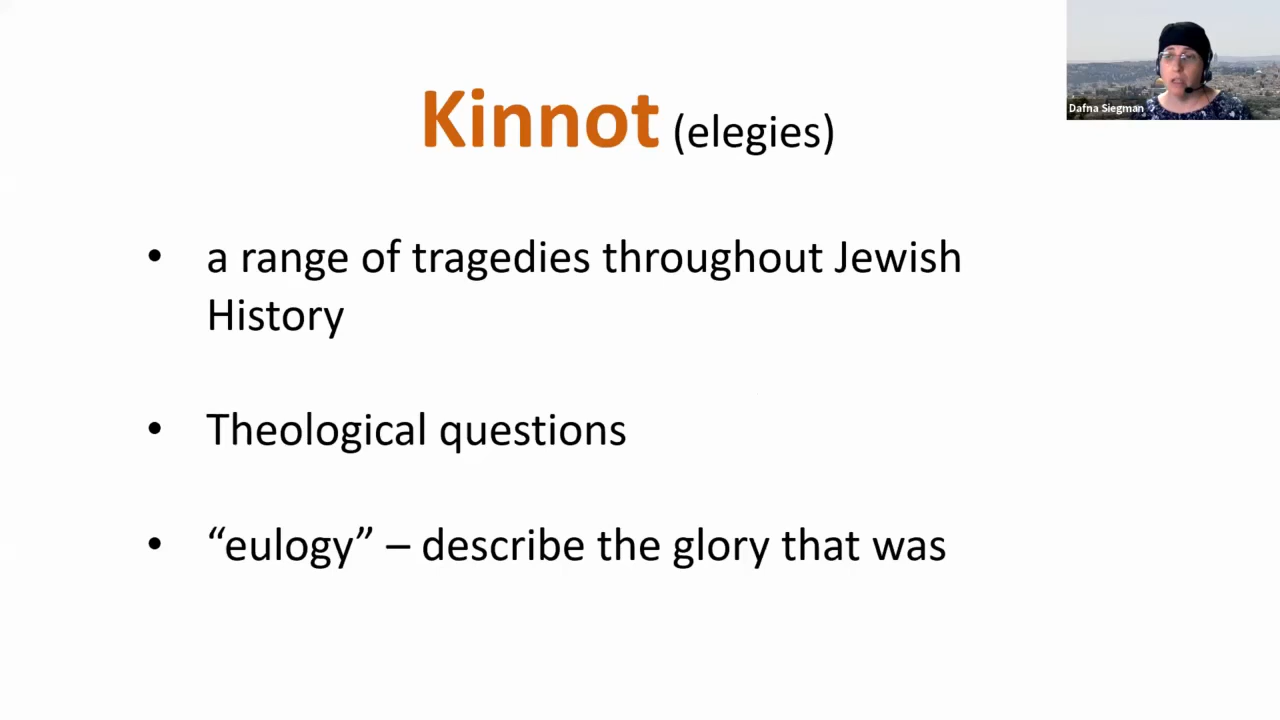 Kinnot (elegies)
Dafna Siegman
• a range of tragedies throughout Jewish
History
• Theological questions
• “eulogy” – describe the glory that was